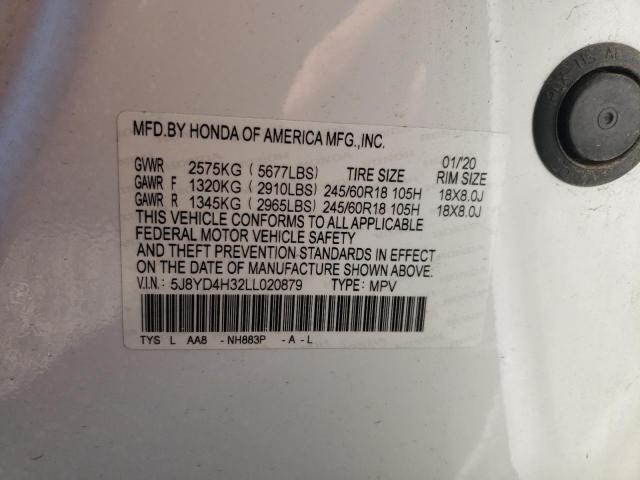 MFD.BY HONDA OF AMERICA MFG.,INC.
01/'20
GVWR 2575KG (5677LBS) TIRE SIZE RIM SIZE
GAWR F 1320KG (2910LBS) 245/60R18 105H 18X8.0J
GAWR R 1345KG (2965LBS) 245/60R18 105H 18X8.0J
THIS VEHICLE CONFORMS TO ALL APPLICABLE
FEDERAL MOTOR VEHICLE SAFETY
AND THEFT PREVENTION STANDARDS IN EFFECT
ON THE DATE OF MANUFACTURE SHOWN ABOVE.
V.I.N.: 5J8YD4H32LL020879 TYPE: MPV
TYS L AA8 - NH883P - A - L